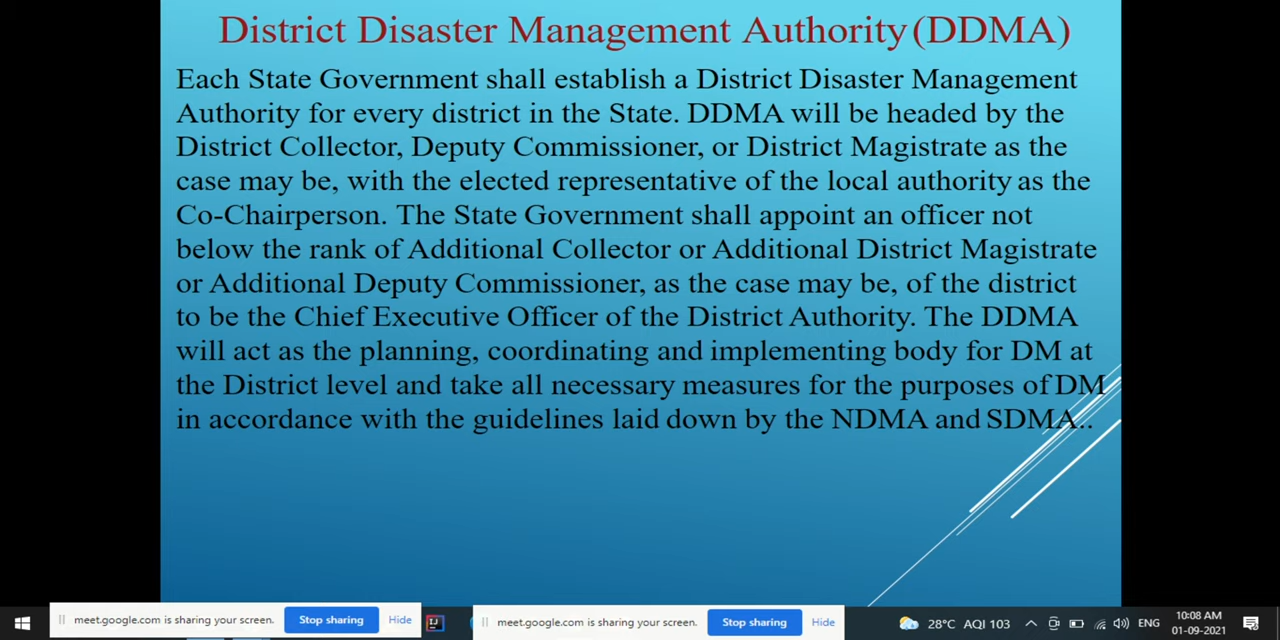 District Disaster Management Authority (DDMA)
Each State Government shall establish a District Disaster Management
Authority for every district in the State. DDMA will be headed by the
District Collector, Deputy Commissioner, or District Magistrate as the
case may be, with the elected representative of the local authority as the
Co-Chairperson. The State Government shall appoint an officer not
below the rank of Additional Collector or Additional District Magistrate
or Additional Deputy Commissioner, as the case may be, of the district
to be the Chief Executive Officer of the District Authority. The DDMA
will act as the planning, coordinating and implementing body for DM at
the District level and take all necessary measures for the purposes of DM
in accordance with the guidelines laid down by the NDMA and SDMA..
meet.google.com is sharing your screen. Stop sharing Hide
IJ
meet.google.com is sharing your screen. Stop sharing Hide
28°C AQI 103
ENG
10:08 AM
01-09-2021